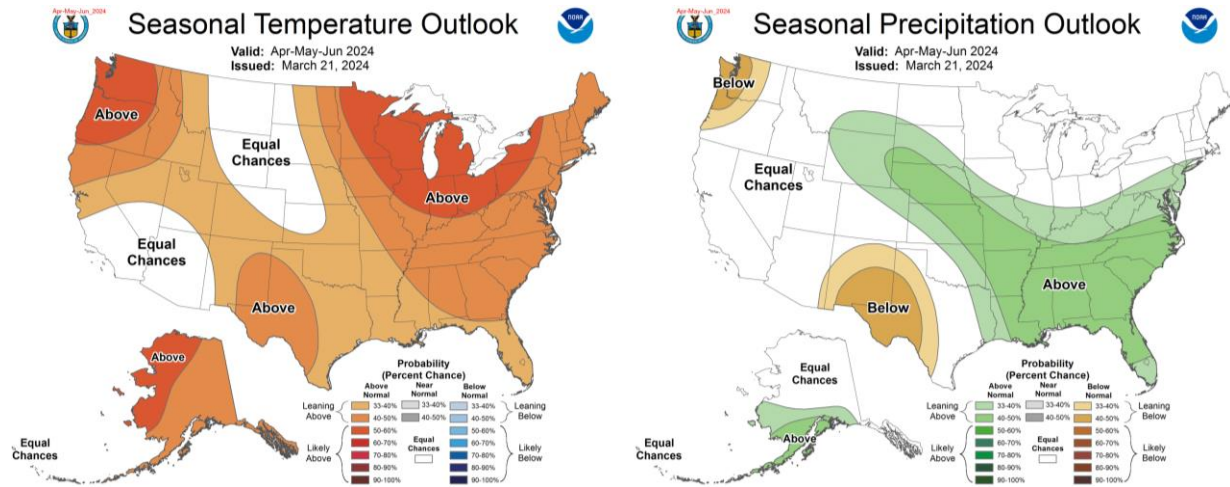 Apr-May-Jun_2024
Seasonal Temperature Outlook
NOAA
Valid: Apr-May-Jun 2024
Issued: March 21, 2024
Above
Equal
Chances
Above
Equal
Chances
Above
Above
Equal
Chances
Probability
(Percent Chance)
Above
Normal
Near
Normal
Below
Normal
Leaning
Above
33-40%
33-40%
33-40%
Leaning
Below
40-50%
40-50%
40-50%
Likely
Above
50-60%
50-60%
Likely
Below
60-70%
Equal
Chances
60-70%
70-80%
70-80%
80-90%
80-90%
90-100%
90-100%
Apr-May-Jun_2024
Seasonal Precipitation Outlook
NOAA
Valid: Apr-May-Jun 2024
Issued: March 21, 2024
Below
Equal
Chances
Below
Above
Equal
Chances
Above
Equal
Chances
Probability
(Percent Chance)
Above
Normal
Near
Normal
Below
Normal
Leaning
Above
33-40%
33-40%
33-40%
Leaning
Below
40-50%
40-50%
40-50%
Likely
Above
50-60%
50-60%
Likely
Below
60-70%
Equal
Chances
60-70%
70-80%
70-80%
80-90%
80-90%
90-100%
90-100%